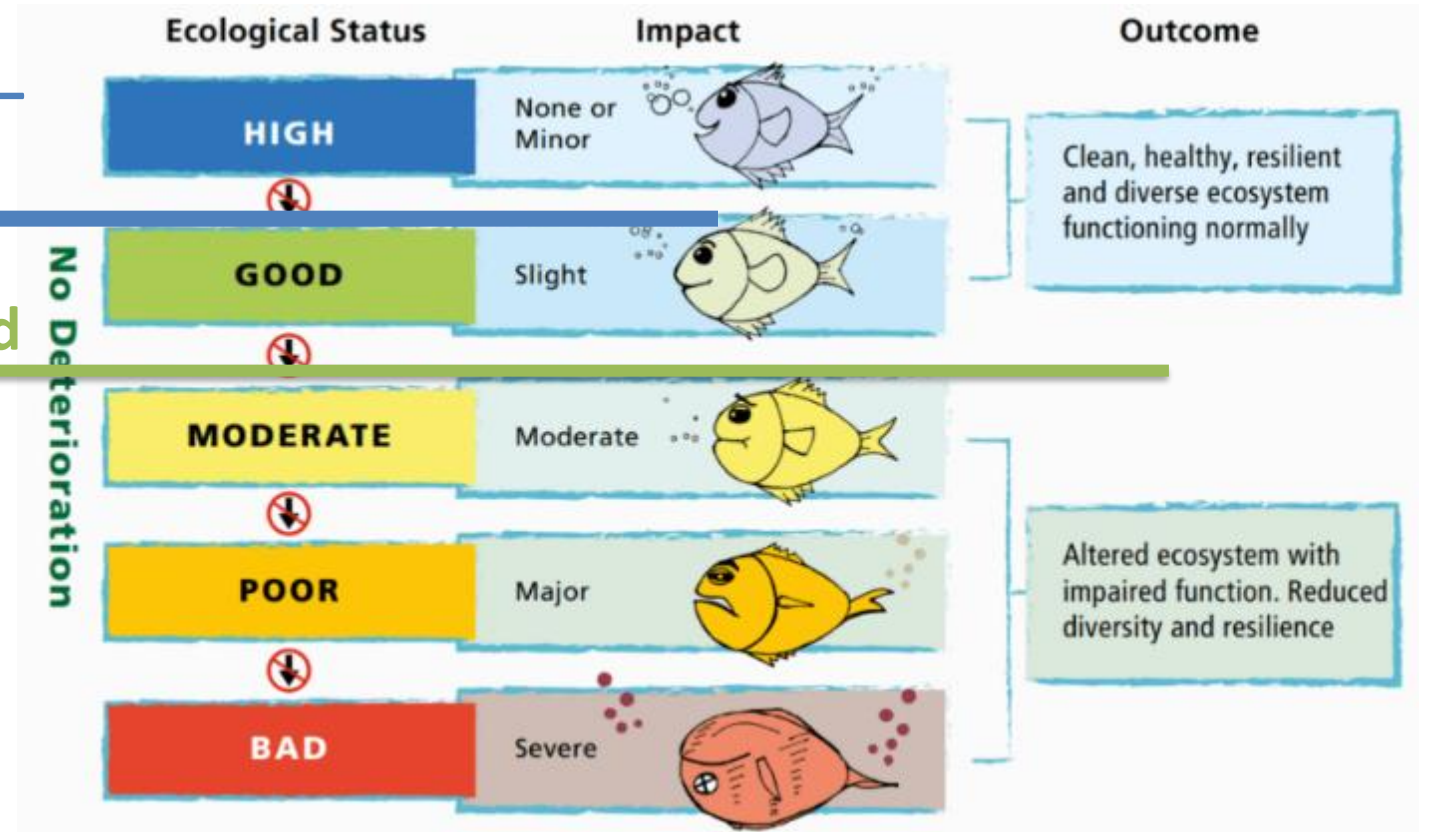 Ecological Status
Impact
Outcome
HIGH
None or
Minor
Clean, healthy, resilient
and diverse ecosystem
functioning normally
GOOD
Slight
d
No Deterioration
MODERATE
Moderate
POOR
Major
Altered ecosystem with
impaired function. Reduced
diversity and resilience
BAD
Severe